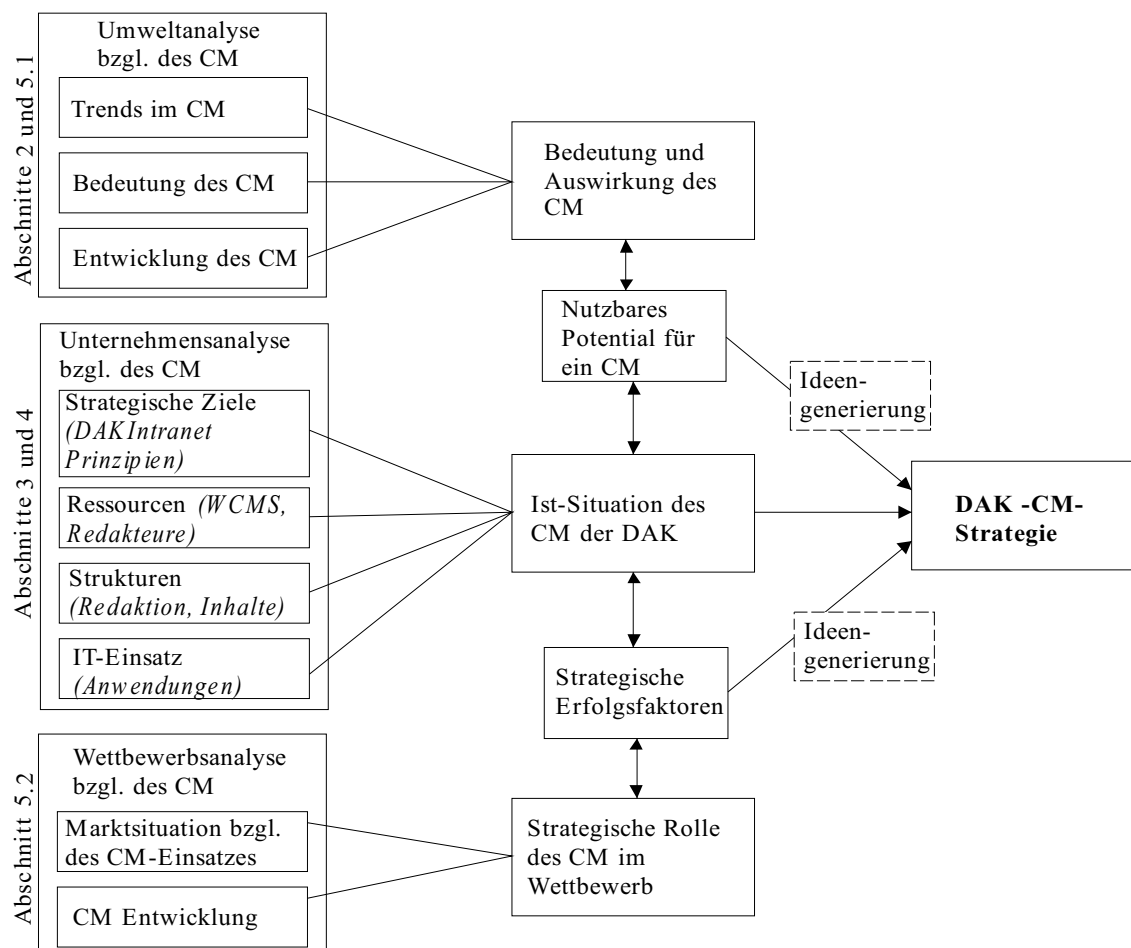 Abschnitte 2 und 5.1
Umweltanalyse
bzgl. des CM
Trends im CM
Bedeutung des CM
Entwicklung des CM
Bedeutung und
Auswirkung des
CM
Nutzbares
Potential für
ein CM
Ideen-
generierung
Abschnitte 3 und 4
Unternehmensanalyse
bzgl. des CM
Strategische Ziele
(DAKIntranet
Prinzipien)
Ressourcen (WCMS,
Redakteure)
Strukturen
(Redaktion, Inhalte)
IT-Einsatz
(Anwendungen)
Ist-Situation des
CM der DAK
DAK -CM-
Strategie
Ideen-
generierung
Strategische
Erfolgsfaktoren
Abschnitt 5.2
Wettbewerbsanalyse
bzgl. des CM
Marktsituation bzgl.
des CM-Einsatzes
CM Entwicklung
Strategische Rolle
des CM im
Wettbewerb